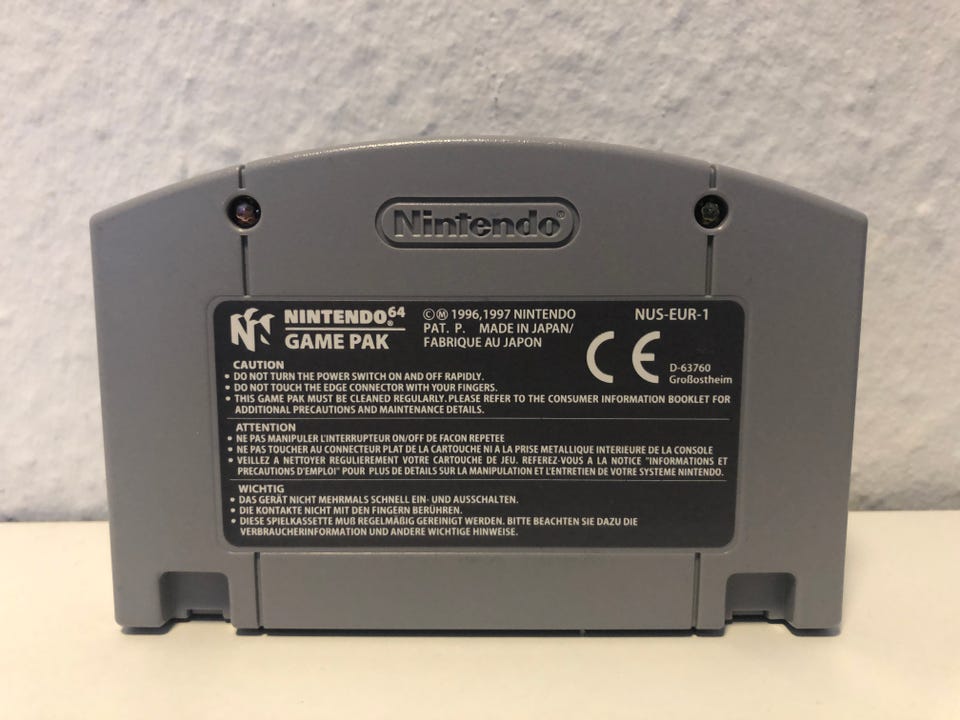 Nintendo®
NINTENDO®64
GAME PAK
©Ⓜ 1996,1997 NINTENDO
PAT. P. MADE IN JAPAN/
FABRIQUE AU JAPON
NUS-EUR-1
CE
D-63760
Großostheim
CAUTION
• DO NOT TURN THE POWER SWITCH ON AND OFF RAPIDLY.
• DO NOT TOUCH THE EDGE CONNECTOR WITH YOUR FINGERS.
• THIS GAME PAK MUST BE CLEANED REGULARLY. PLEASE REFER TO THE CONSUMER INFORMATION BOOKLET FOR
ADDITIONAL PRECAUTIONS AND MAINTENANCE DETAILS.
ATTENTION
• NE PAS MANIPULER L'INTERRUPTEUR ON/OFF DE FACON REPETEE
• NE PAS TOUCHER AU CONNECTEUR PLAT DE LA CARTOUCHE NI A LA PRISE METALLIQUE INTERIEURE DE LA CONSOLE
• VEILLEZ A NETTOYER REGULIEREMENT VOTRE CARTOUCHE DE JEU. REFEREZ-VOUS A LA NOTICE "INFORMATIONS ET
PRECAUTIONS D'EMPLOI" POUR PLUS DE DETAILS SUR LA MANIPULATION ET L'ENTRETIEN DE VOTRE SYSTEME NINTENDO.
WICHTIG
• DAS GERÄT NICHT MEHRMALS SCHNELL EIN- UND AUSSCHALTEN.
• DIE KONTAKTE NICHT MIT DEN FINGERN BERÜHREN.
• DIESE SPIELKASSETTE MUß REGELMÄßIG GEREINIGT WERDEN. BITTE BEACHTEN SIE DAZU DIE
VERBRAUCHERINFORMATION UND ANDERE WICHTIGE HINWEISE.